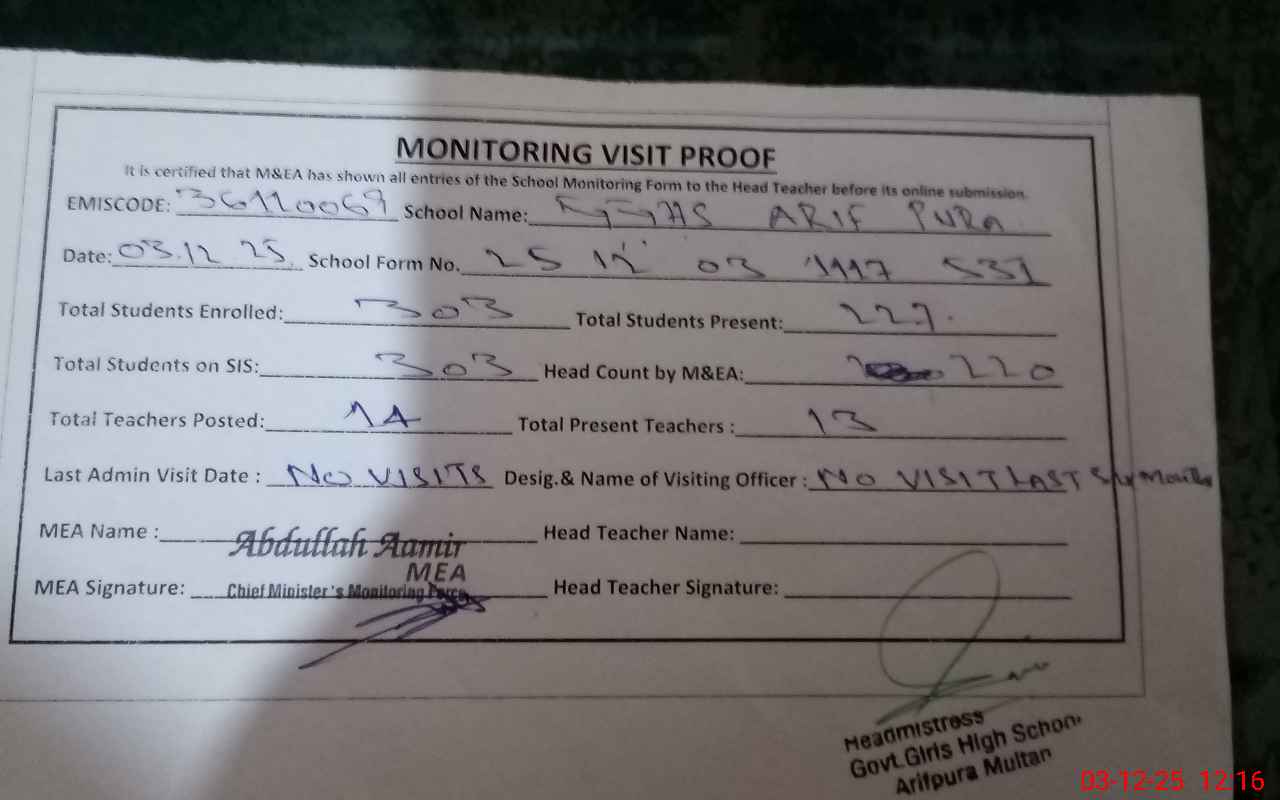 MONITORING VISIT PROOF
It is certified that M&EA has shown all entries of the School Monitoring Form to the Head Teacher before its online submission.
EMISCODE: 36110069 School Name: GGHS ARIF PURA
Date: 03.12.25. School Form No. 25 12 03 1117 531
Total Students Enrolled: 303 Total Students Present: 227.
Total Students on SIS: 303 Head Count by M&EA: 220
Total Teachers Posted: 14 Total Present Teachers : 13
Last Admin Visit Date : NO VISITS Desig.& Name of Visiting Officer : NO VISIT LAST Six Months
MEA Name : Abdullah Aamir Head Teacher Name:
MEA
MEA Signature: Chief Minister's Monitoring Force Head Teacher Signature:
Headmistress
Govt.Girls High School
Arifpura Multan
03-12-25 12:16